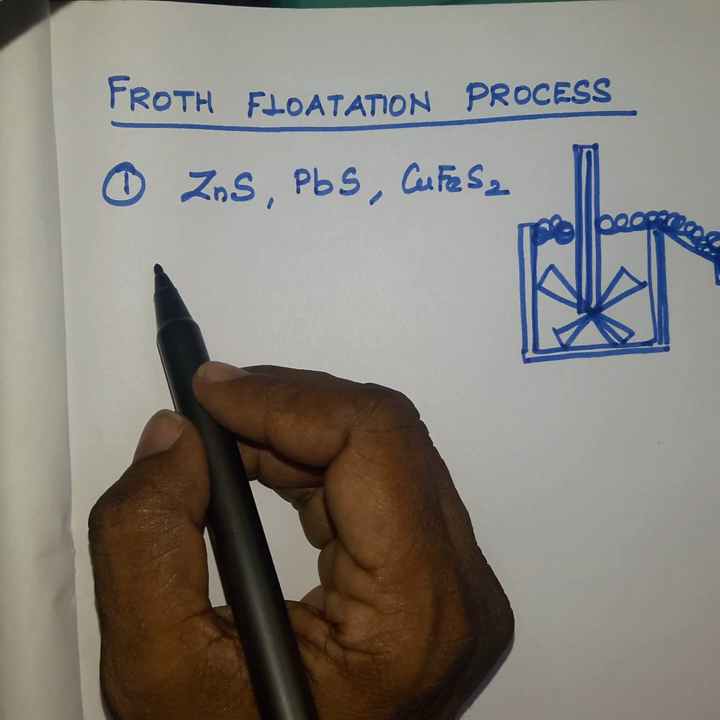 FROTH FLOATATION PROCESS
① ZnS, PbS, CuFeS₂